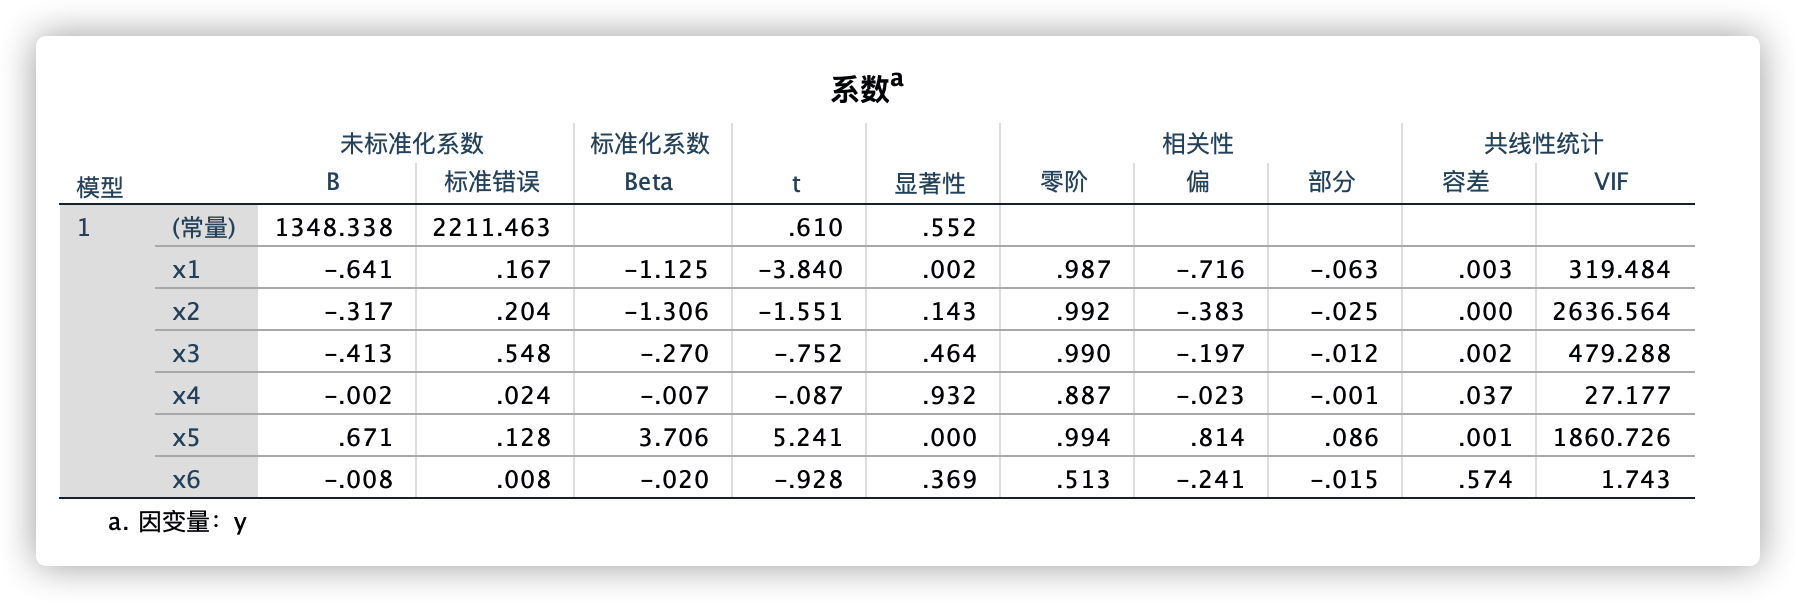 系数a
未标准化系数 标准化系数 相关性 共线性统计
模型 B 标准错误 Beta t 显著性 零阶 偏 部分 容差 VIF
1 (常量) 1348.338 2211.463 .610 .552
x1 -.641 .167 -1.125 -3.840 .002 .987 -.716 -.063 .003 319.484
x2 -.317 .204 -1.306 -1.551 .143 .992 -.383 -.025 .000 2636.564
x3 -.413 .548 -.270 -.752 .464 .990 -.197 -.012 .002 479.288
x4 -.002 .024 -.007 -.087 .932 .887 -.023 -.001 .037 27.177
x5 .671 .128 3.706 5.241 .000 .994 .814 .086 .001 1860.726
x6 -.008 .008 -.020 -.928 .369 .513 -.241 -.015 .574 1.743
a. 因变量：y